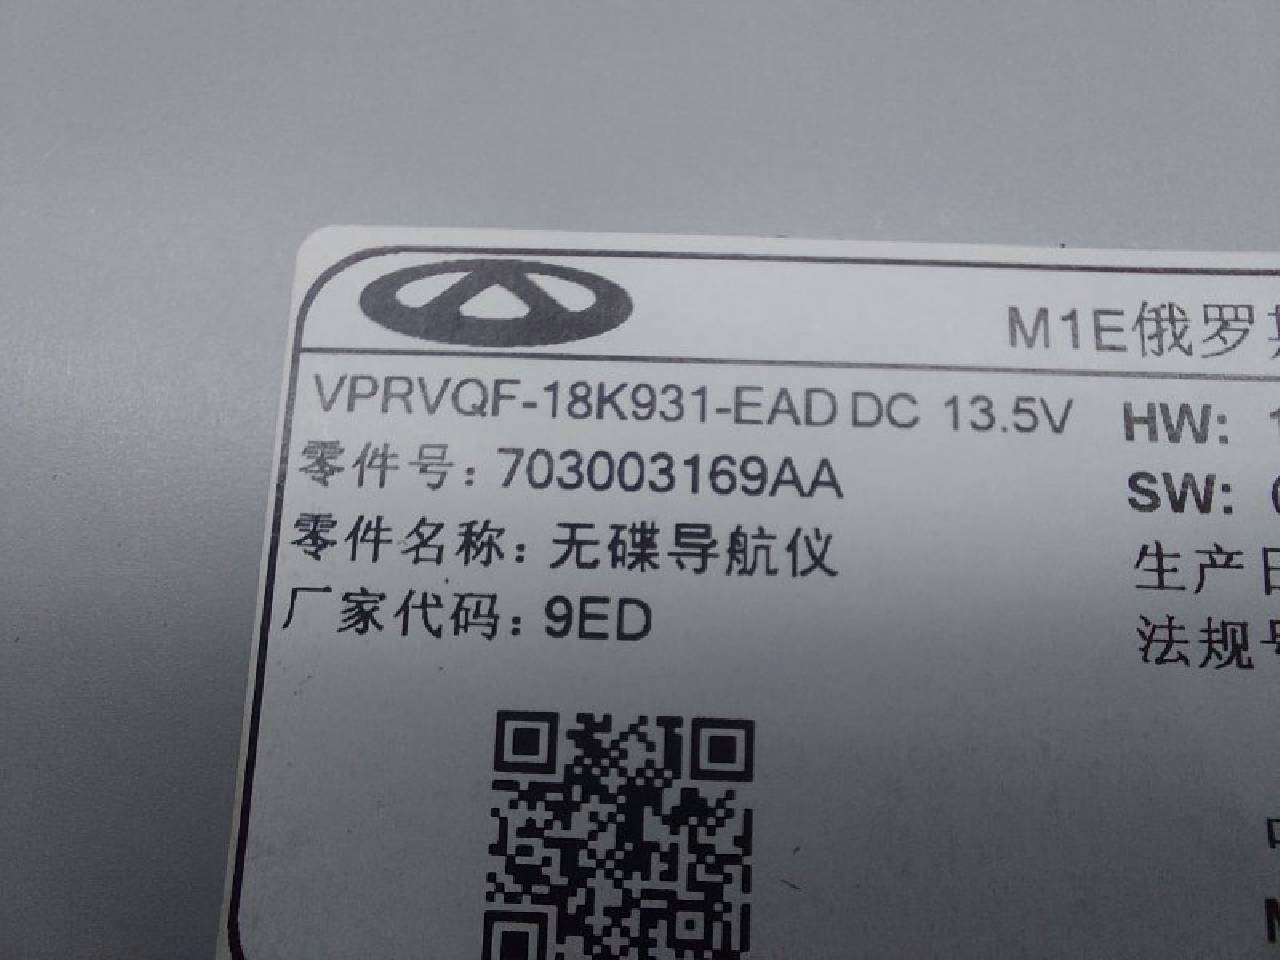 M1E俄罗
VPRVQF-18K931-EAD DC 13.5V HW:
零件号: 703003169AA SW:
零件名称: 无碟导航仪 生产
厂家代码: 9ED 法规